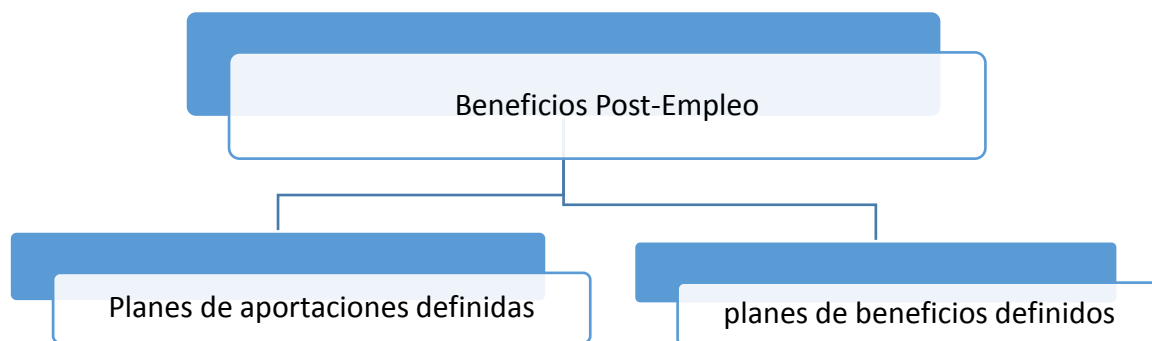 Beneficios Post-Empleo
Planes de aportaciones definidas
planes de beneficios definidos